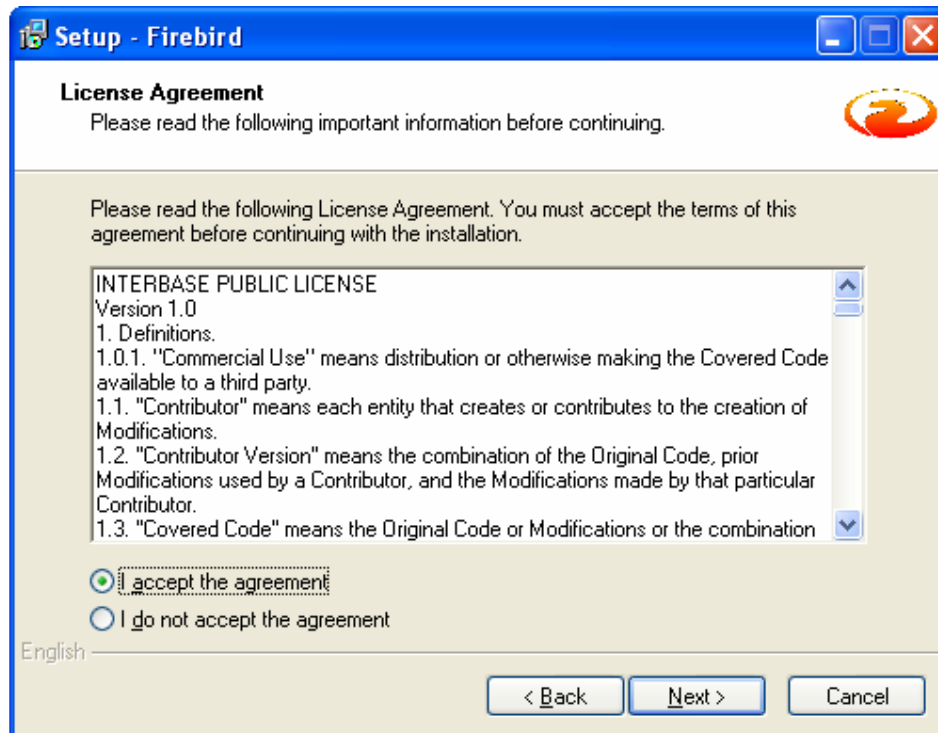 Setup - Firebird
License Agreement
Please read the following important information before continuing.
Please read the following License Agreement. You must accept the terms of this
agreement before continuing with the installation.
INTERBASE PUBLIC LICENSE
Version 1.0
1. Definitions.
1.0.1. "Commercial Use" means distribution or otherwise making the Covered Code
available to a third party.
1.1. "Contributor" means each entity that creates or contributes to the creation of
Modifications.
1.2. "Contributor Version" means the combination of the Original Code, prior
Modifications used by a Contributor, and the Modifications made by that particular
Contributor.
1.3. "Covered Code" means the Original Code or Modifications or the combination
I accept the agreement
I do not accept the agreement
English
< Back Next > Cancel